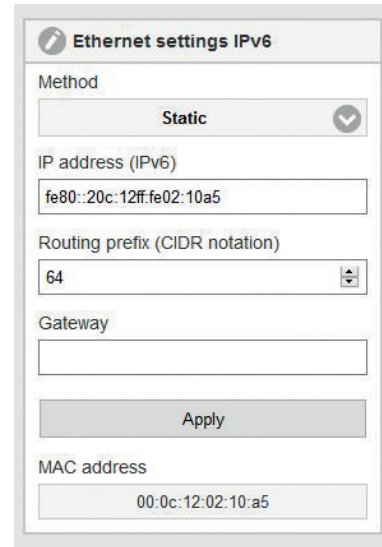 Ethernet settings IPv6
Method
Static
IP address (IPv6)
fe80::20c:12ff:fe02:10a5
Routing prefix (CIDR notation)
64
Gateway
Apply
MAC address
00:0c:12:02:10:a5